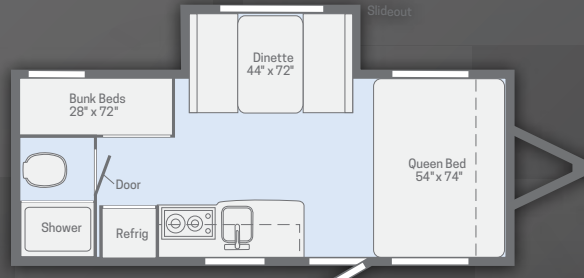 Slideout
Dinette
44" x 72"
Bunk Beds
28" x 72"
Queen Bed
54" x 74"
Door
Shower
Refrig